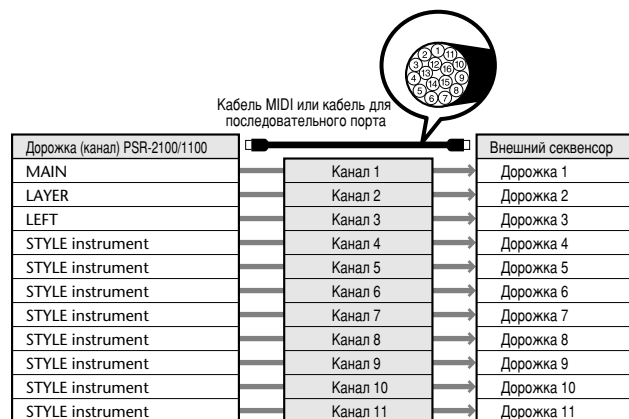 2 1 11
3 12 16 10
4 13 9
14 15
5 8
6 7
Кабель MIDI или кабель для
последовательного порта
Дорожка (канал) PSR-2100/1100 Внешний секвенсор
MAIN Канал 1 Дорожка 1
LAYER Канал 2 Дорожка 2
LEFT Канал 3 Дорожка 3
STYLE instrument Канал 4 Дорожка 4
STYLE instrument Канал 5 Дорожка 5
STYLE instrument Канал 6 Дорожка 6
STYLE instrument Канал 7 Дорожка 7
STYLE instrument Канал 8 Дорожка 8
STYLE instrument Канал 9 Дорожка 9
STYLE instrument Канал 10 Дорожка 10
STYLE instrument Канал 11 Дорожка 11